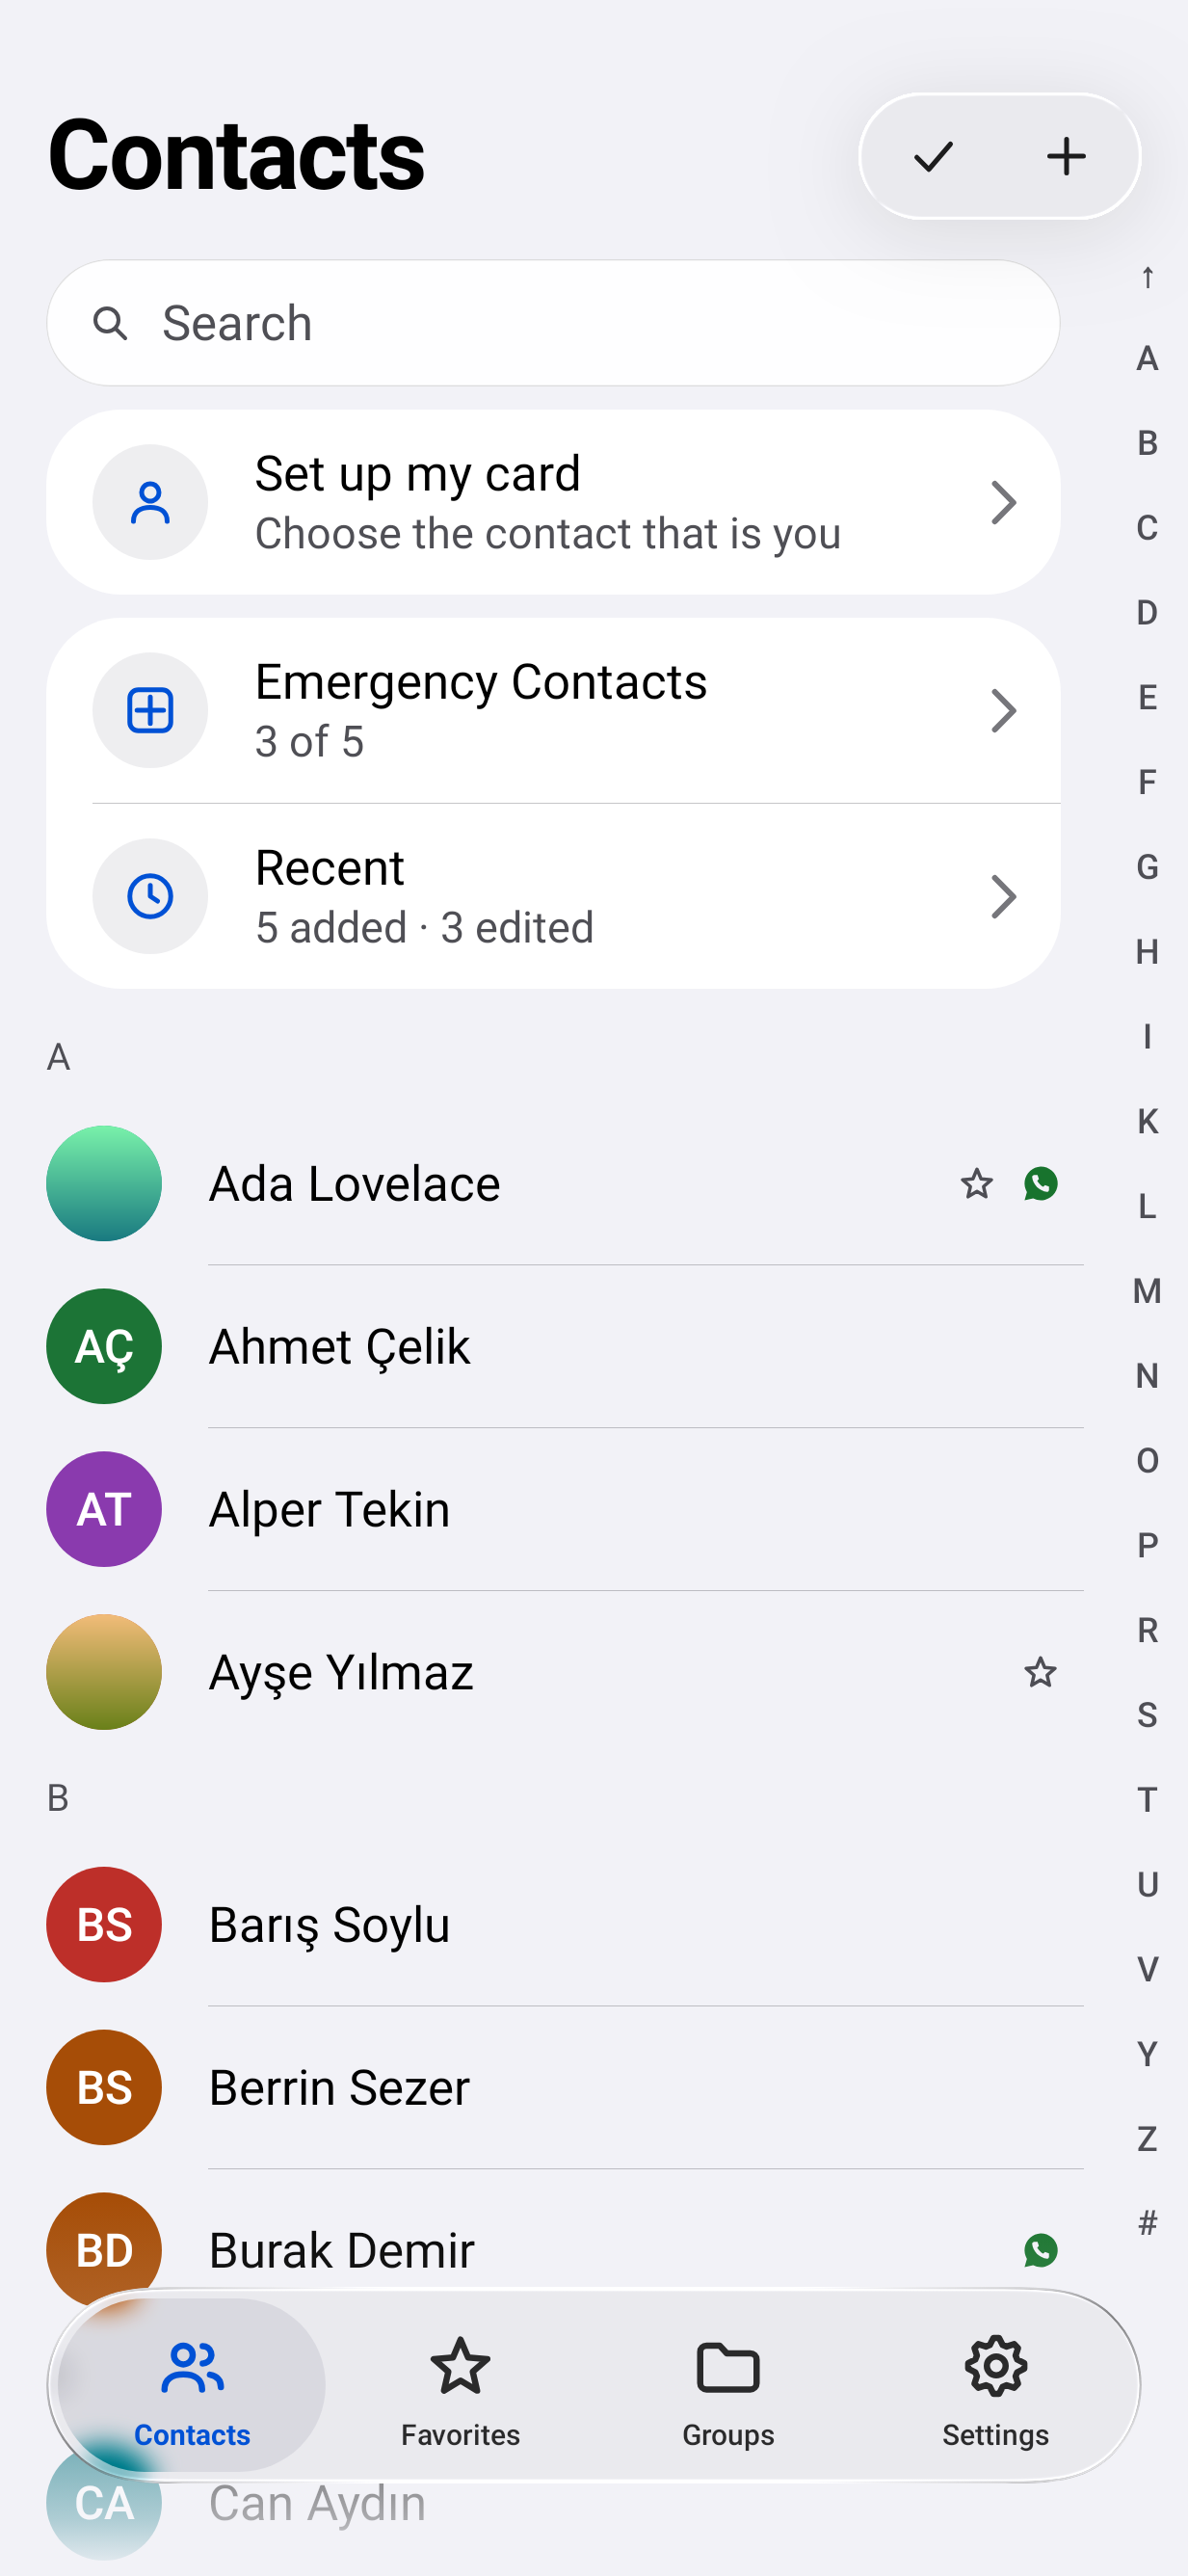 Contacts
Search
Set up my card
Choose the contact that is you
Emergency Contacts
3 of 5
Recent
5 added · 3 edited
A
Ada Lovelace
AÇ
Ahmet Çelik
AT
Alper Tekin
Ayşe Yılmaz
B
BS
Barış Soylu
BS
Berrin Sezer
BD
Burak Demir
CA
Can Aydın
Contacts
Favorites
Groups
Settings
↑
A
B
C
D
E
F
G
H
I
K
L
M
N
O
P
R
S
T
U
V
Y
Z
#